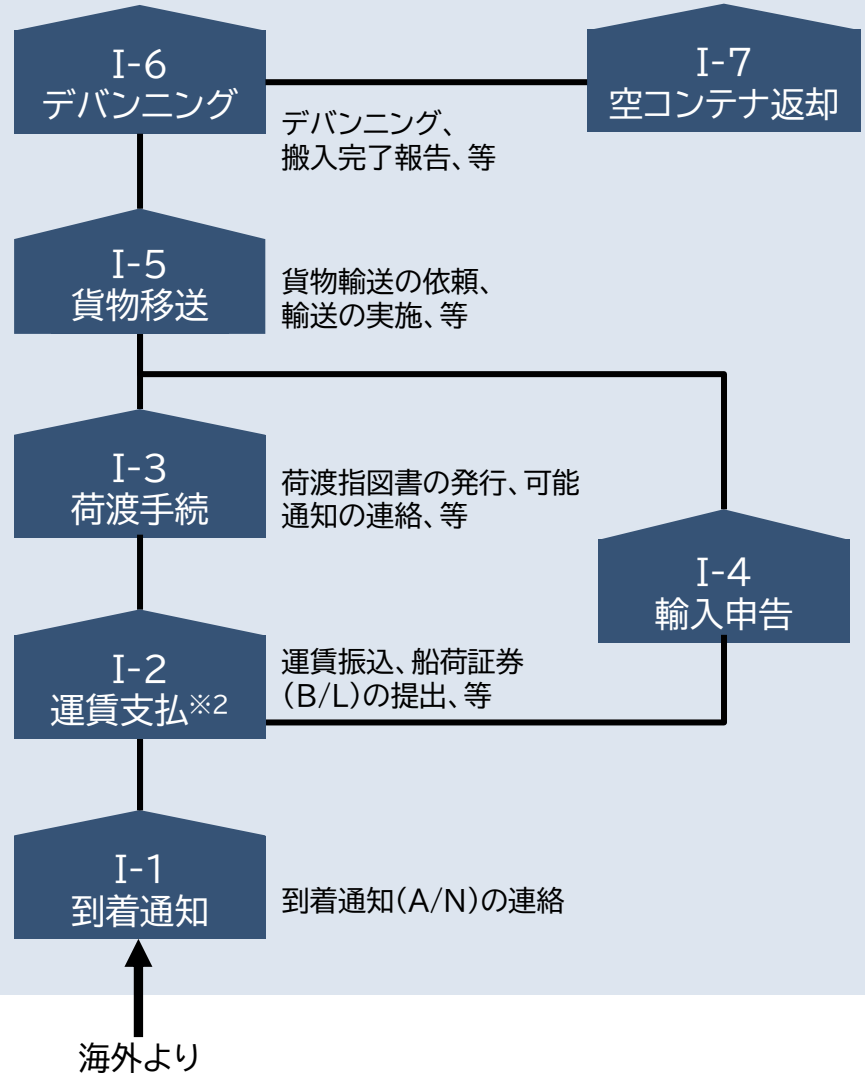 I-6
デバンニング
I-7
空コンテナ返却
デバンニング、
搬入完了報告、等
I-5
貨物移送
貨物輸送の依頼、
輸送の実施、等
I-3
荷渡手続
荷渡指図書の発行、可能
通知の連絡、等
I-4
輸入申告
I-2
運賃支払※2
運賃振込、船荷証券
(B/L)の提出、等
I-1
到着通知
到着通知(A/N)の連絡
海外より